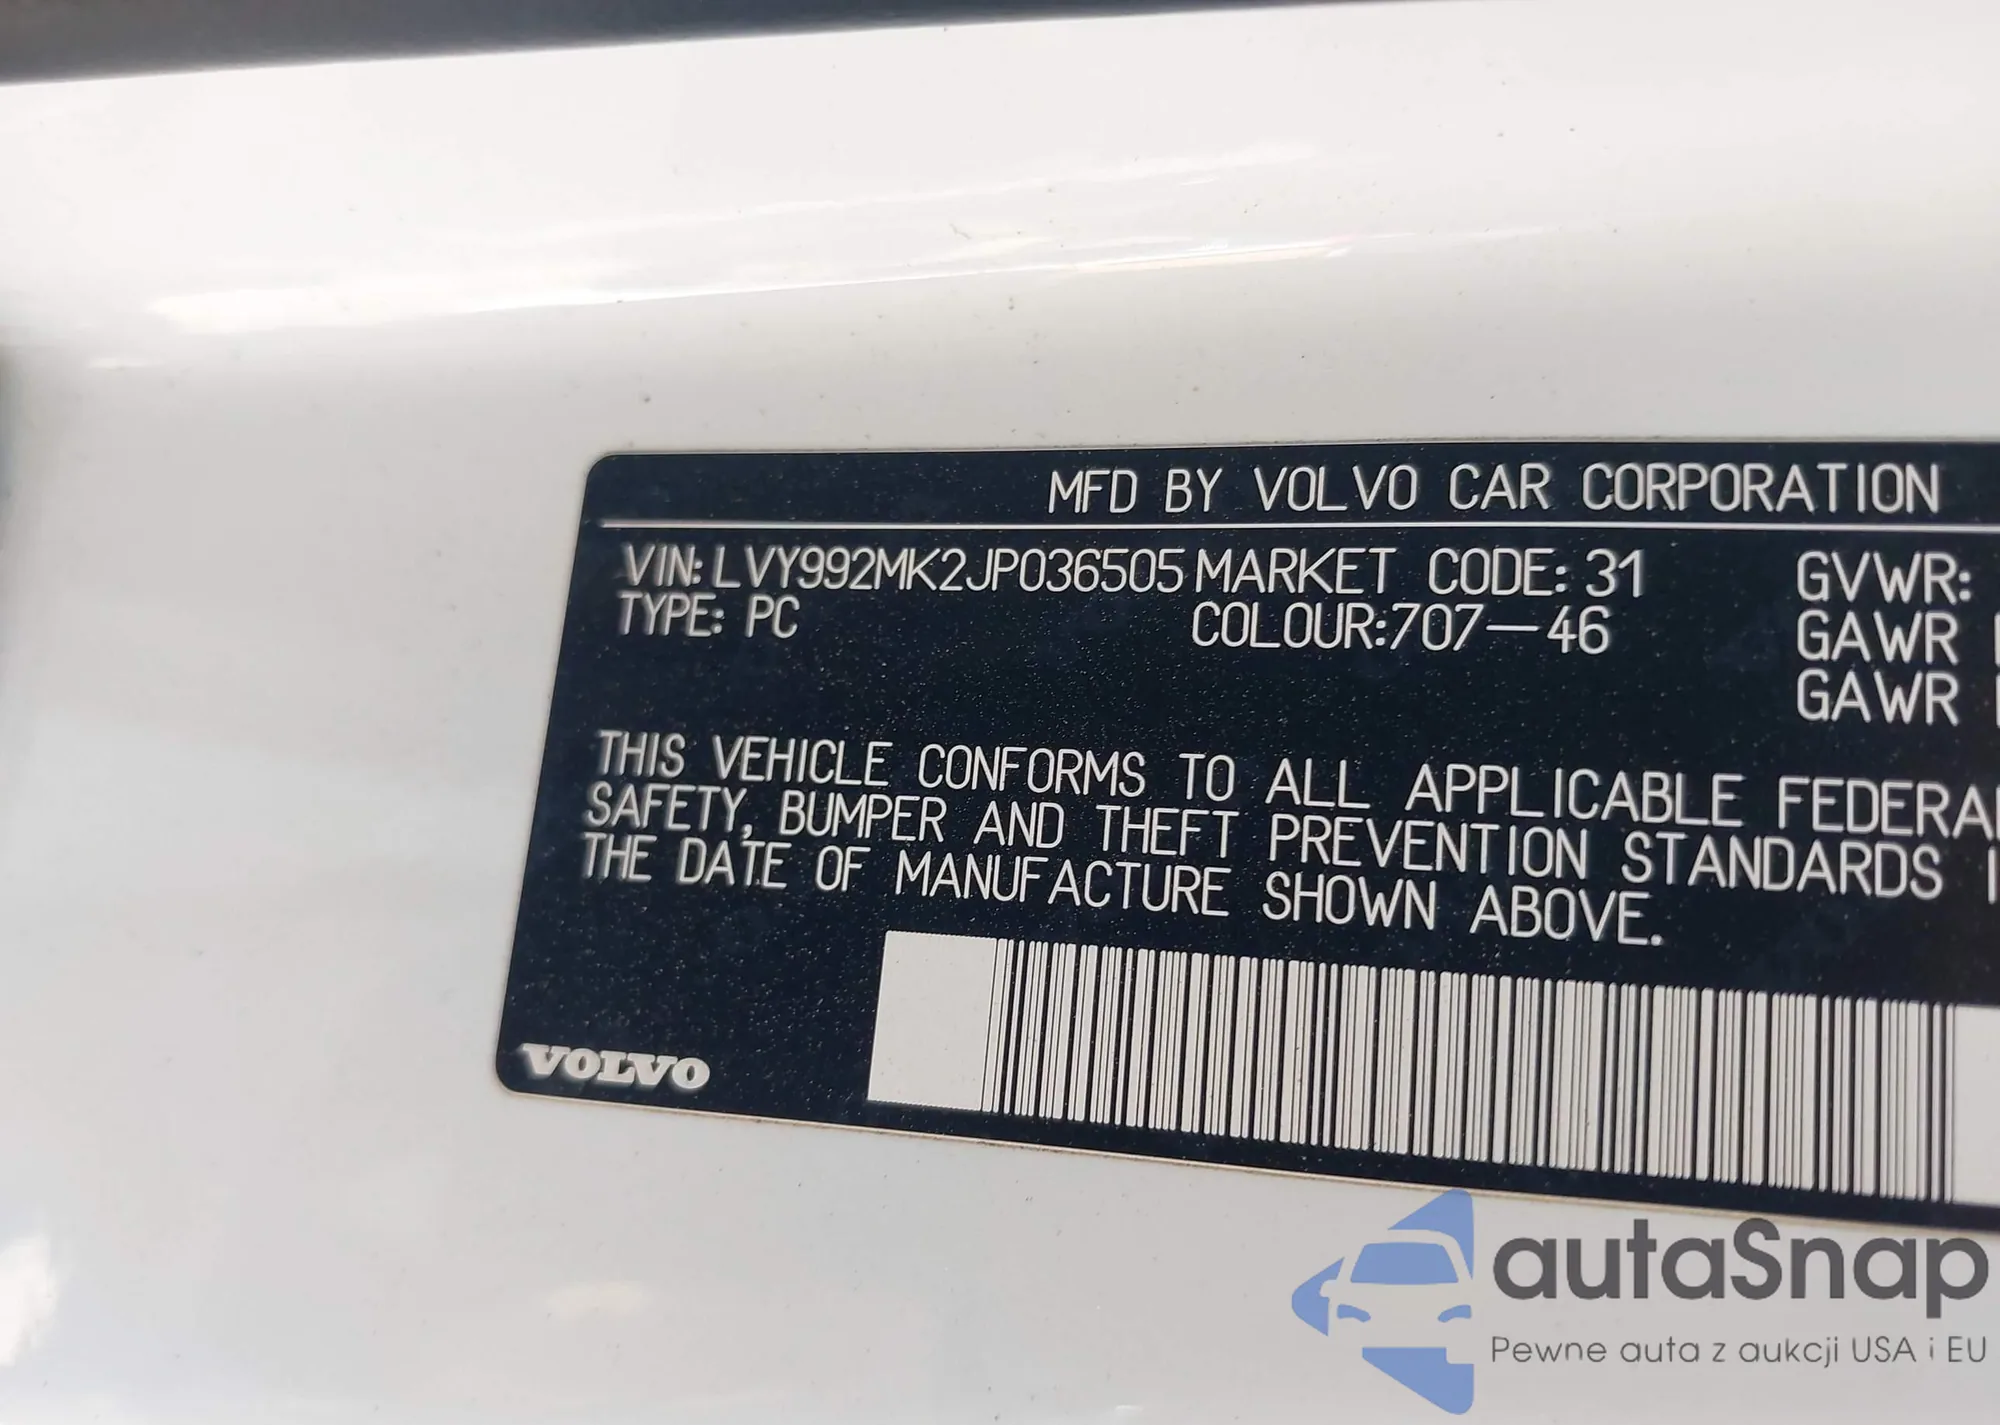 MFD BY VOLVO CAR CORPORATION
VIN: LVY992MK2JP036505 MARKET CODE: 31 GVWR:
TYPE: PC COLOUR:707-46 GAWR
GAWR
THIS VEHICLE CONFORMS TO ALL APPLICABLE FEDERAL
SAFETY, BUMPER AND THEFT PREVENTION STANDARDS I
THE DATE OF MANUFACTURE SHOWN ABOVE.
VOLVO
autaSnap
Pewne auta z aukcji USA i EU